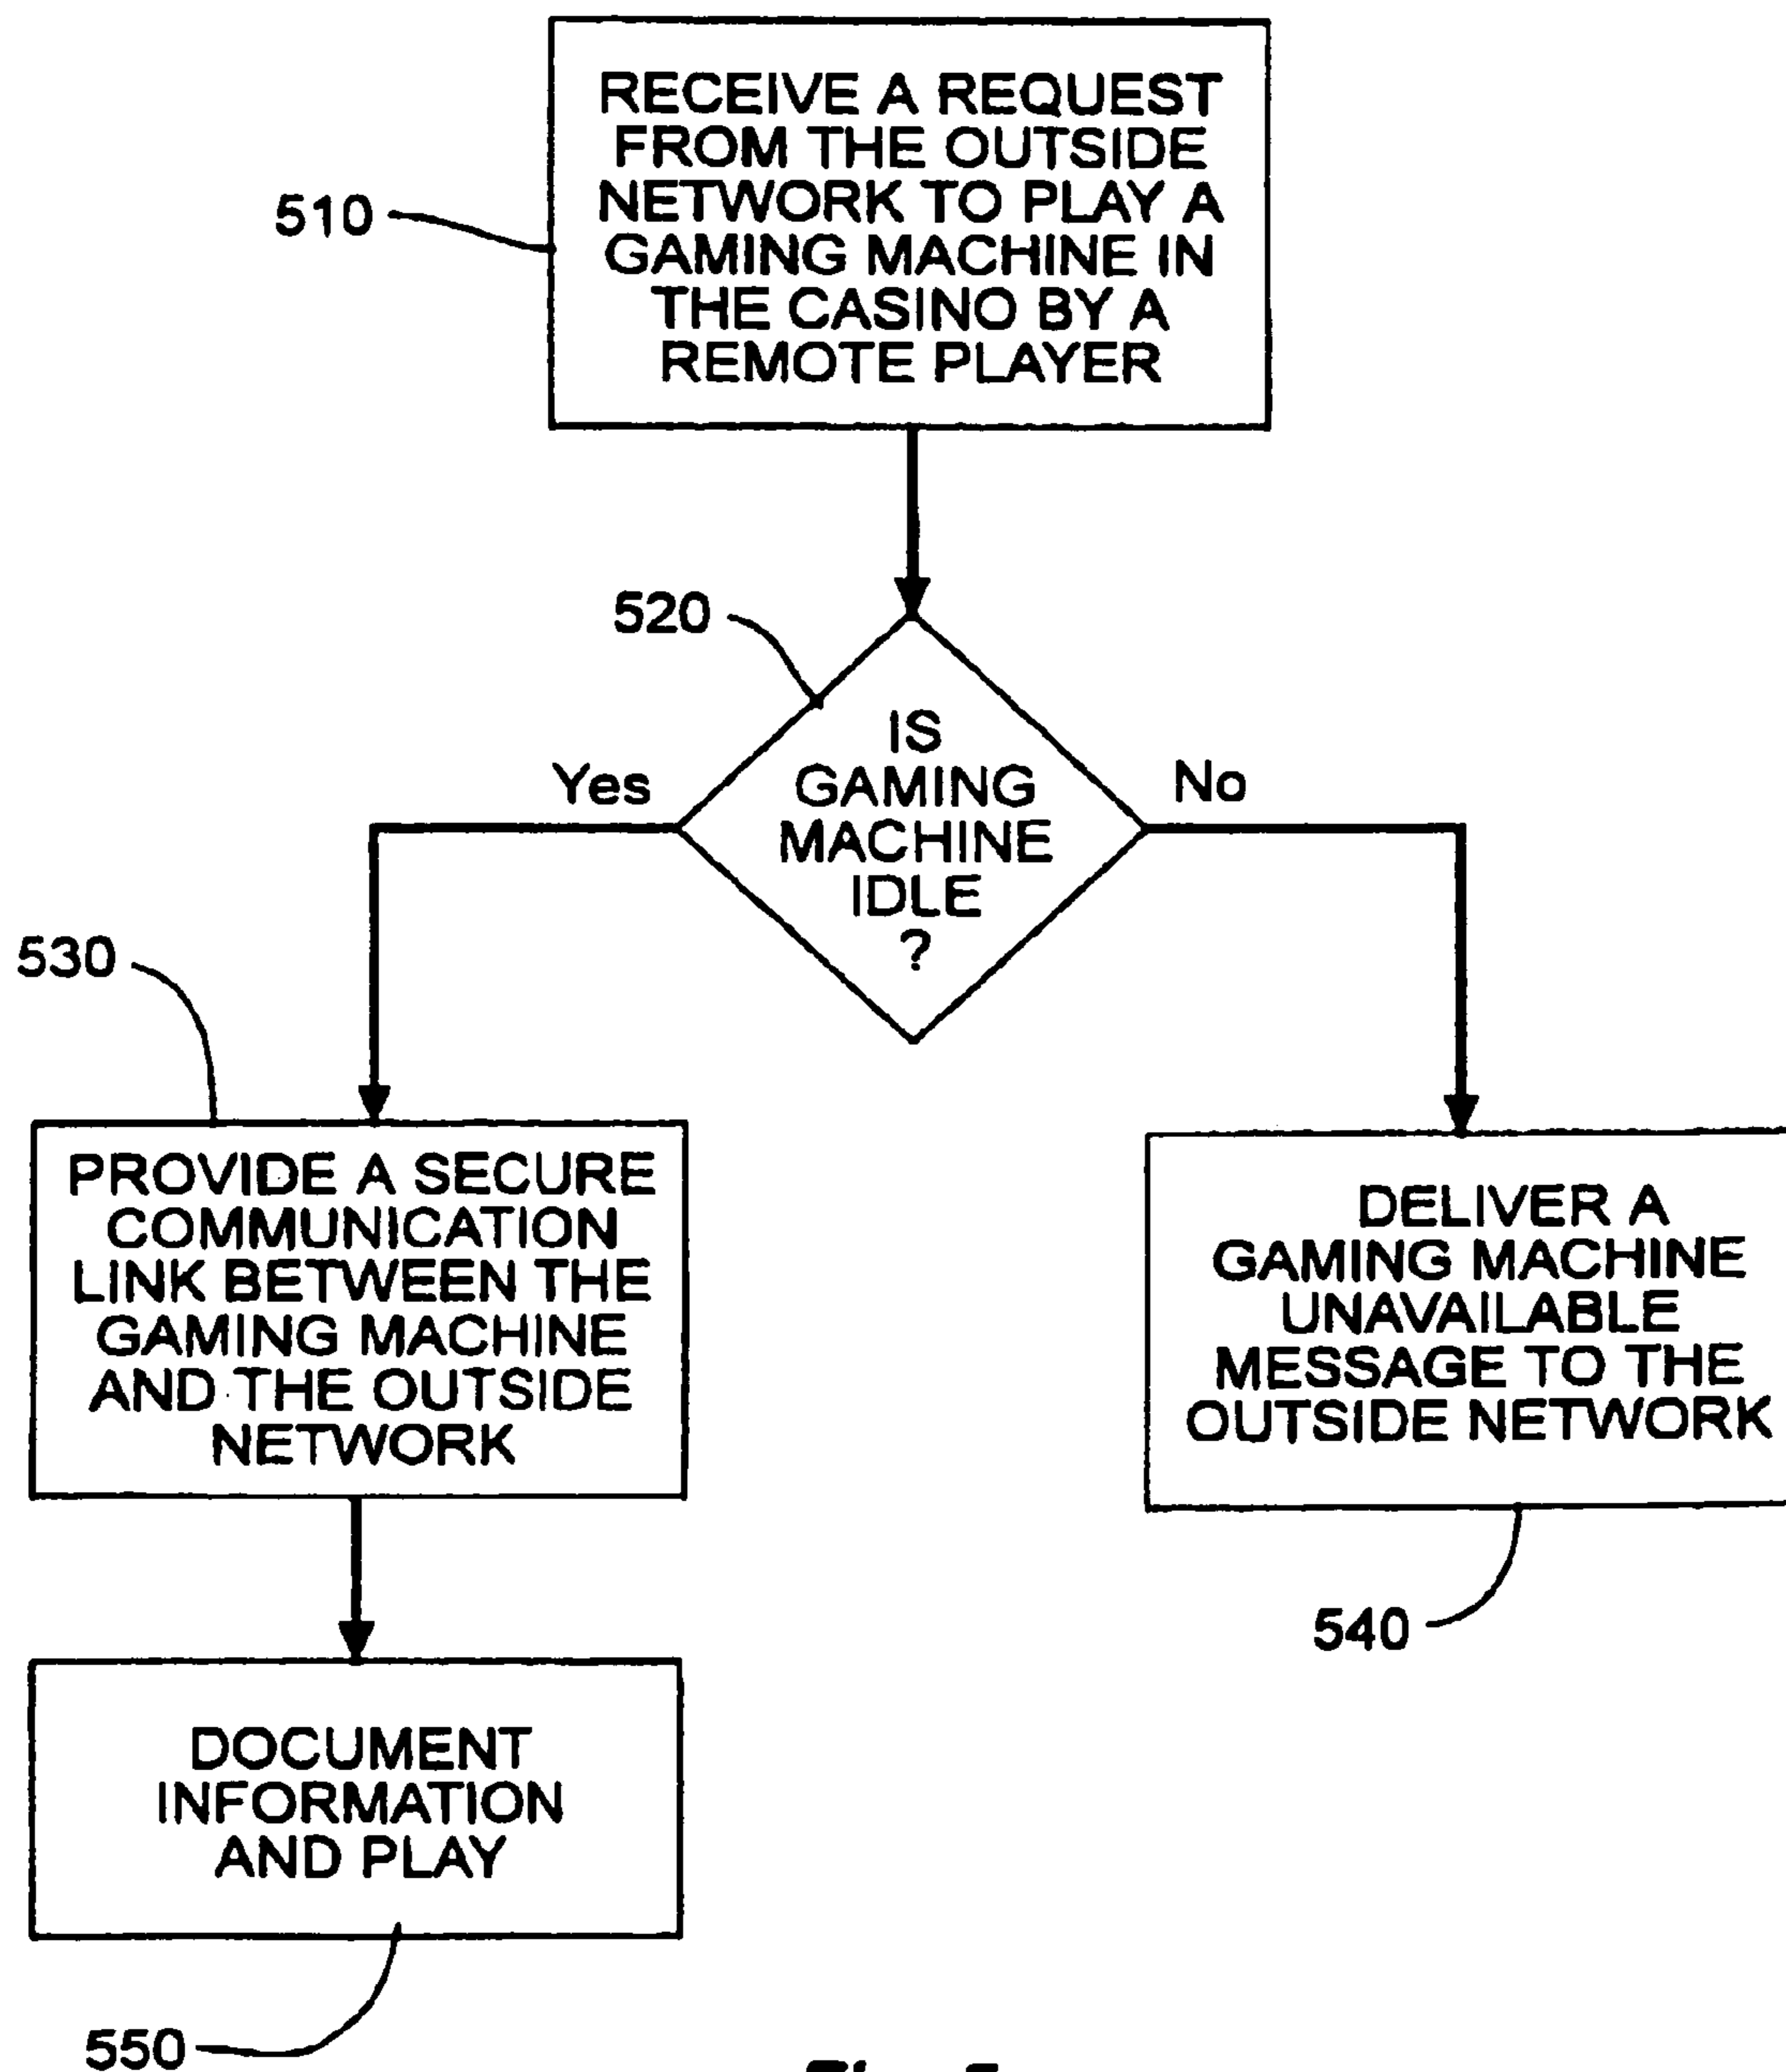 RECEIVE A REQUEST
FROM THE OUTSIDE
NETWORK TO PLAY A
GAMING MACHINE IN
THE CASINO BY A
REMOTE PLAYER
510
520
IS
GAMING
MACHINE
IDLE
?
Yes
No
530
PROVIDE A SECURE
COMMUNICATION
LINK BETWEEN THE
GAMING MACHINE
AND THE OUTSIDE
NETWORK
DELIVER A
GAMING MACHINE
UNAVAILABLE
MESSAGE TO THE
OUTSIDE NETWORK
540
DOCUMENT
INFORMATION
AND PLAY
550